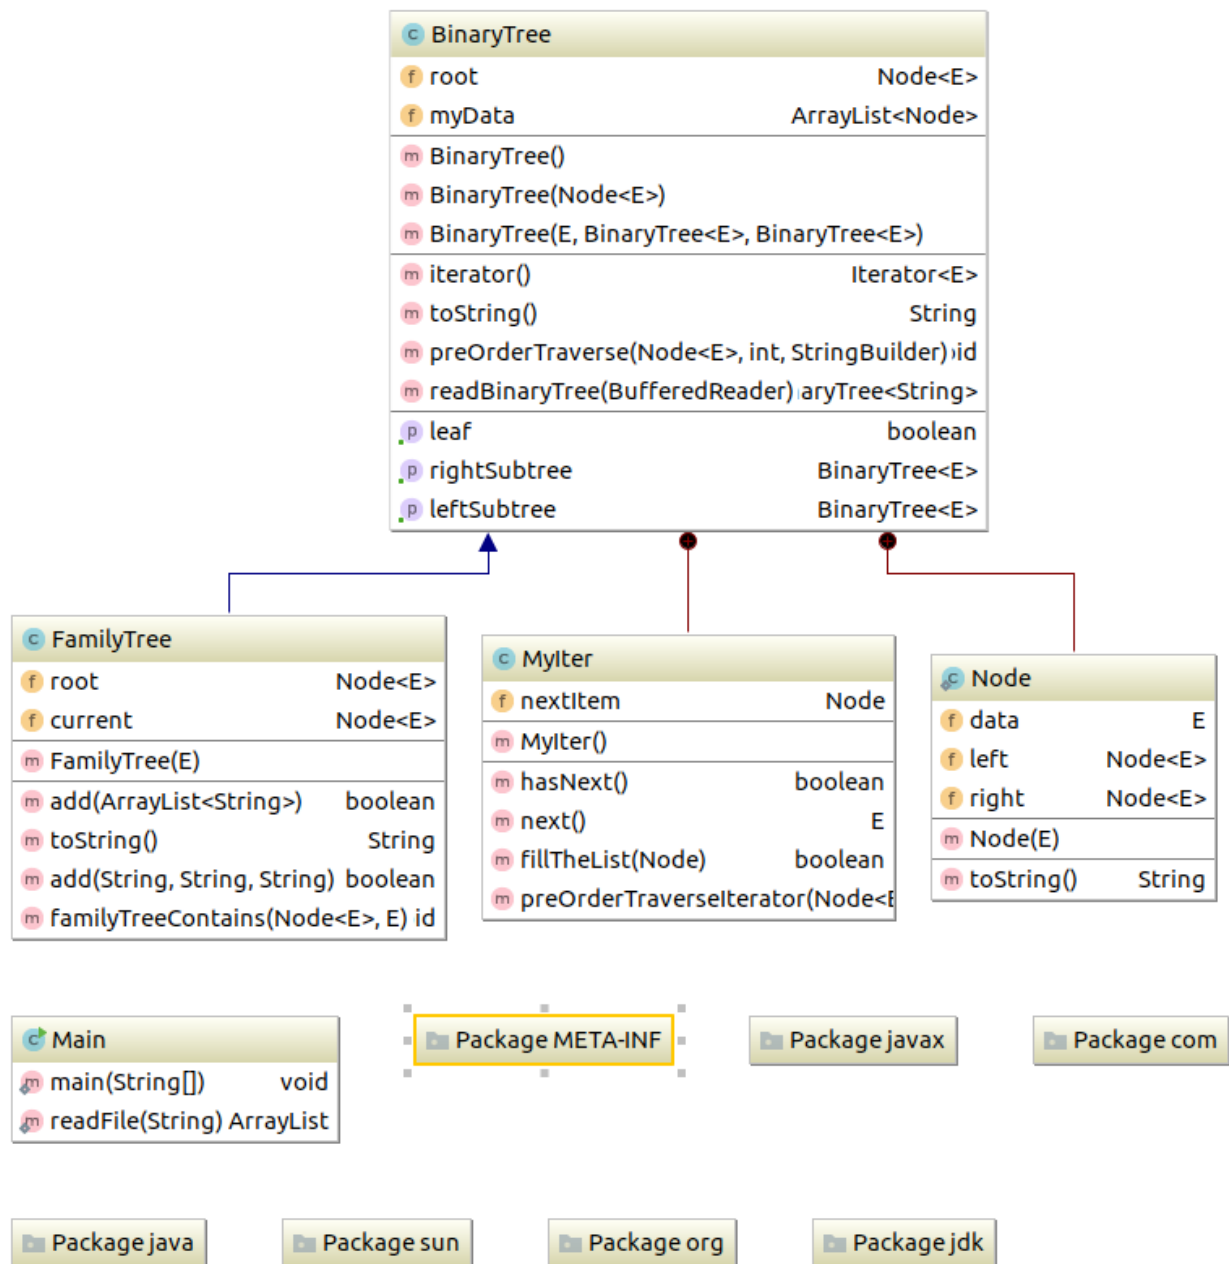 BinaryTree
root Node<E>
myData ArrayList<Node>
BinaryTree()
BinaryTree(Node<E>)
BinaryTree(E, BinaryTree<E>, BinaryTree<E>)
iterator() Iterator<E>
toString() String
preOrderTraverse(Node<E>, int, StringBuilder) id
readBinaryTree(BufferedReader) aryTree<String>
leaf boolean
rightSubtree BinaryTree<E>
leftSubtree BinaryTree<E>
FamilyTree
root Node<E>
current Node<E>
FamilyTree(E)
add(ArrayList<String>) boolean
toString() String
add(String, String, String) boolean
familyTreeContains(Node<E>, E) id
MyIter
nextItem Node
MyIter()
hasNext() boolean
next() E
fillTheList(Node) boolean
preOrderTraverseIterator(Node<E
Node
data E
left Node<E>
right Node<E>
Node(E)
toString() String
Main
main(String[]) void
readFile(String) ArrayList
Package META-INF
Package javax
Package com
Package java
Package sun
Package org
Package jdk